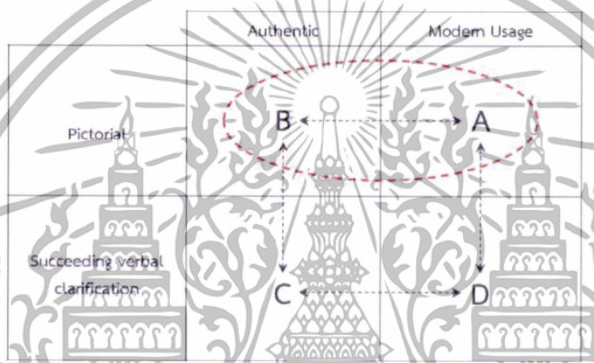 Authentic Modern Usage
Pictorial
B A
Succeeding verbal
clarification
C D